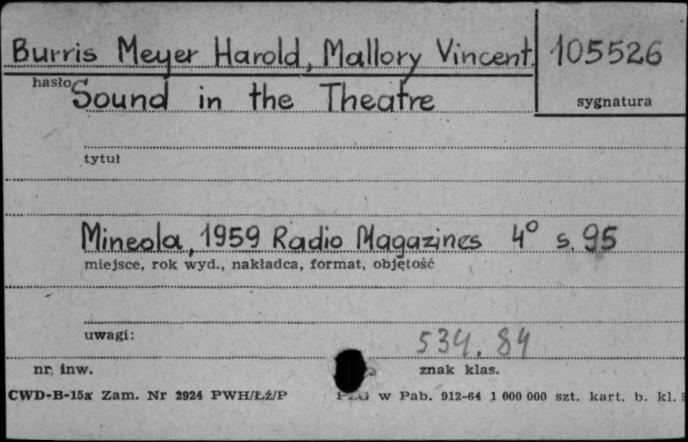 Burris Meyer Harold, Mallory Vincent. 105526
hasło
Sound in the Theatre
sygnatura
tytuł
Mineola, 1959 Radio Magazines 4° s. 95
miejsce, rok wyd., nakładca, format, objętość
uwagi:
534.84
nr. inw. znak klas.
CWD-B-15a Zam. Nr 2924 PWH/Łź/P w Pab. 912-64 1 000 000 szt. kart. b. kl.